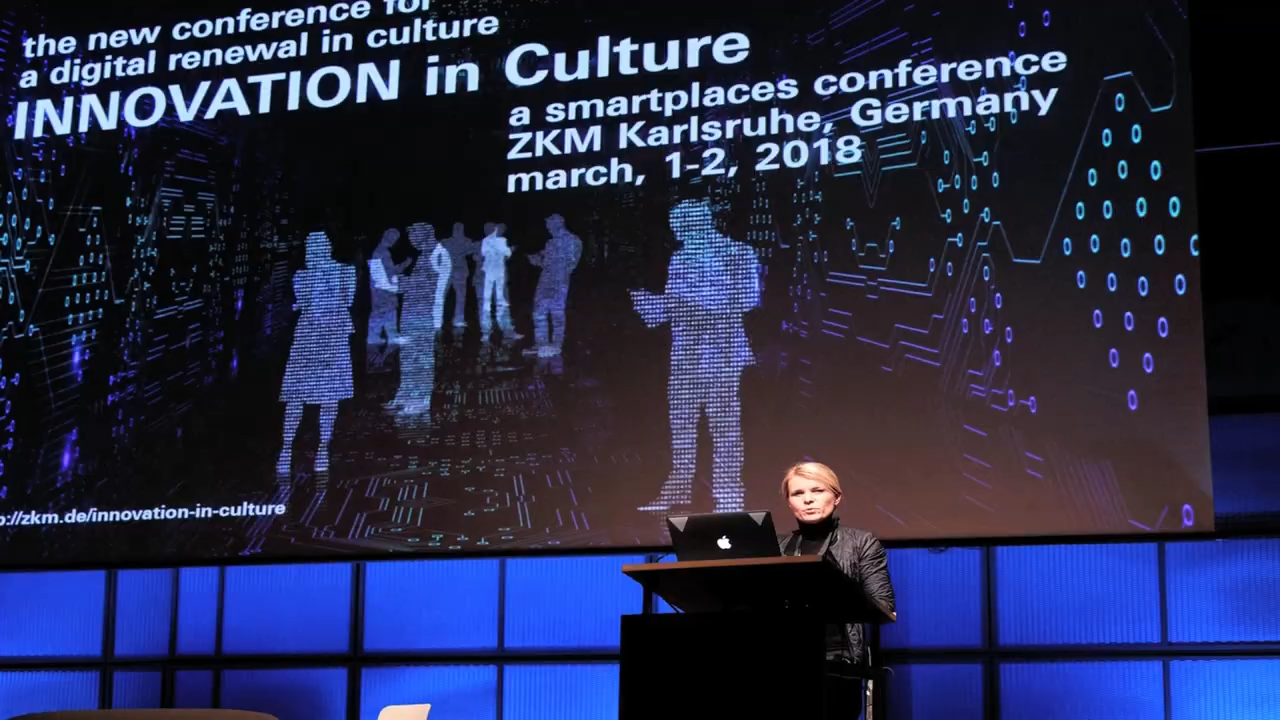 the new conference for
a digital renewal in culture
INNOVATION in Culture
a smartplaces conference
ZKM Karlsruhe, Germany
march, 1-2, 2018
p://zkm.de/innovation-in-culture